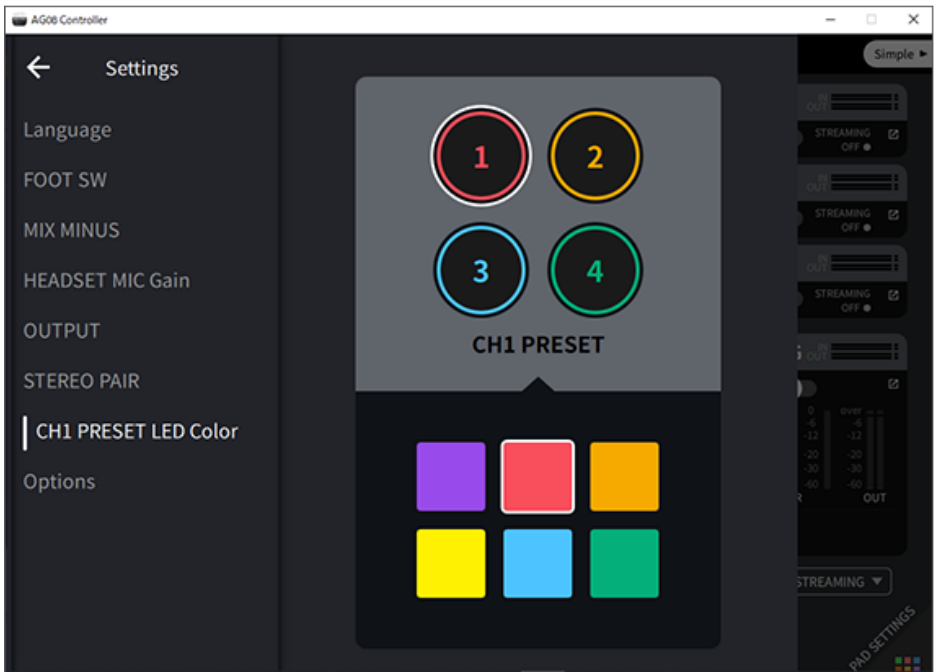 AG08 Controller
Settings
Language
FOOT SW
MIX MINUS
HEADSET MIC Gain
OUTPUT
STEREO PAIR
CH1 PRESET LED Color
Options
1
2
3
4
CH1 PRESET
Simple ►
IN
OUT
STREAMING
OFF
IN
OUT
STREAMING
OFF
IN
OUT
STREAMING
OFF
IN
OUT
0 over
-6 -6
-12 -12
-20 -20
-30 -30
-60 -60
OUT
STREAMING ▼
PAD SETTINGS